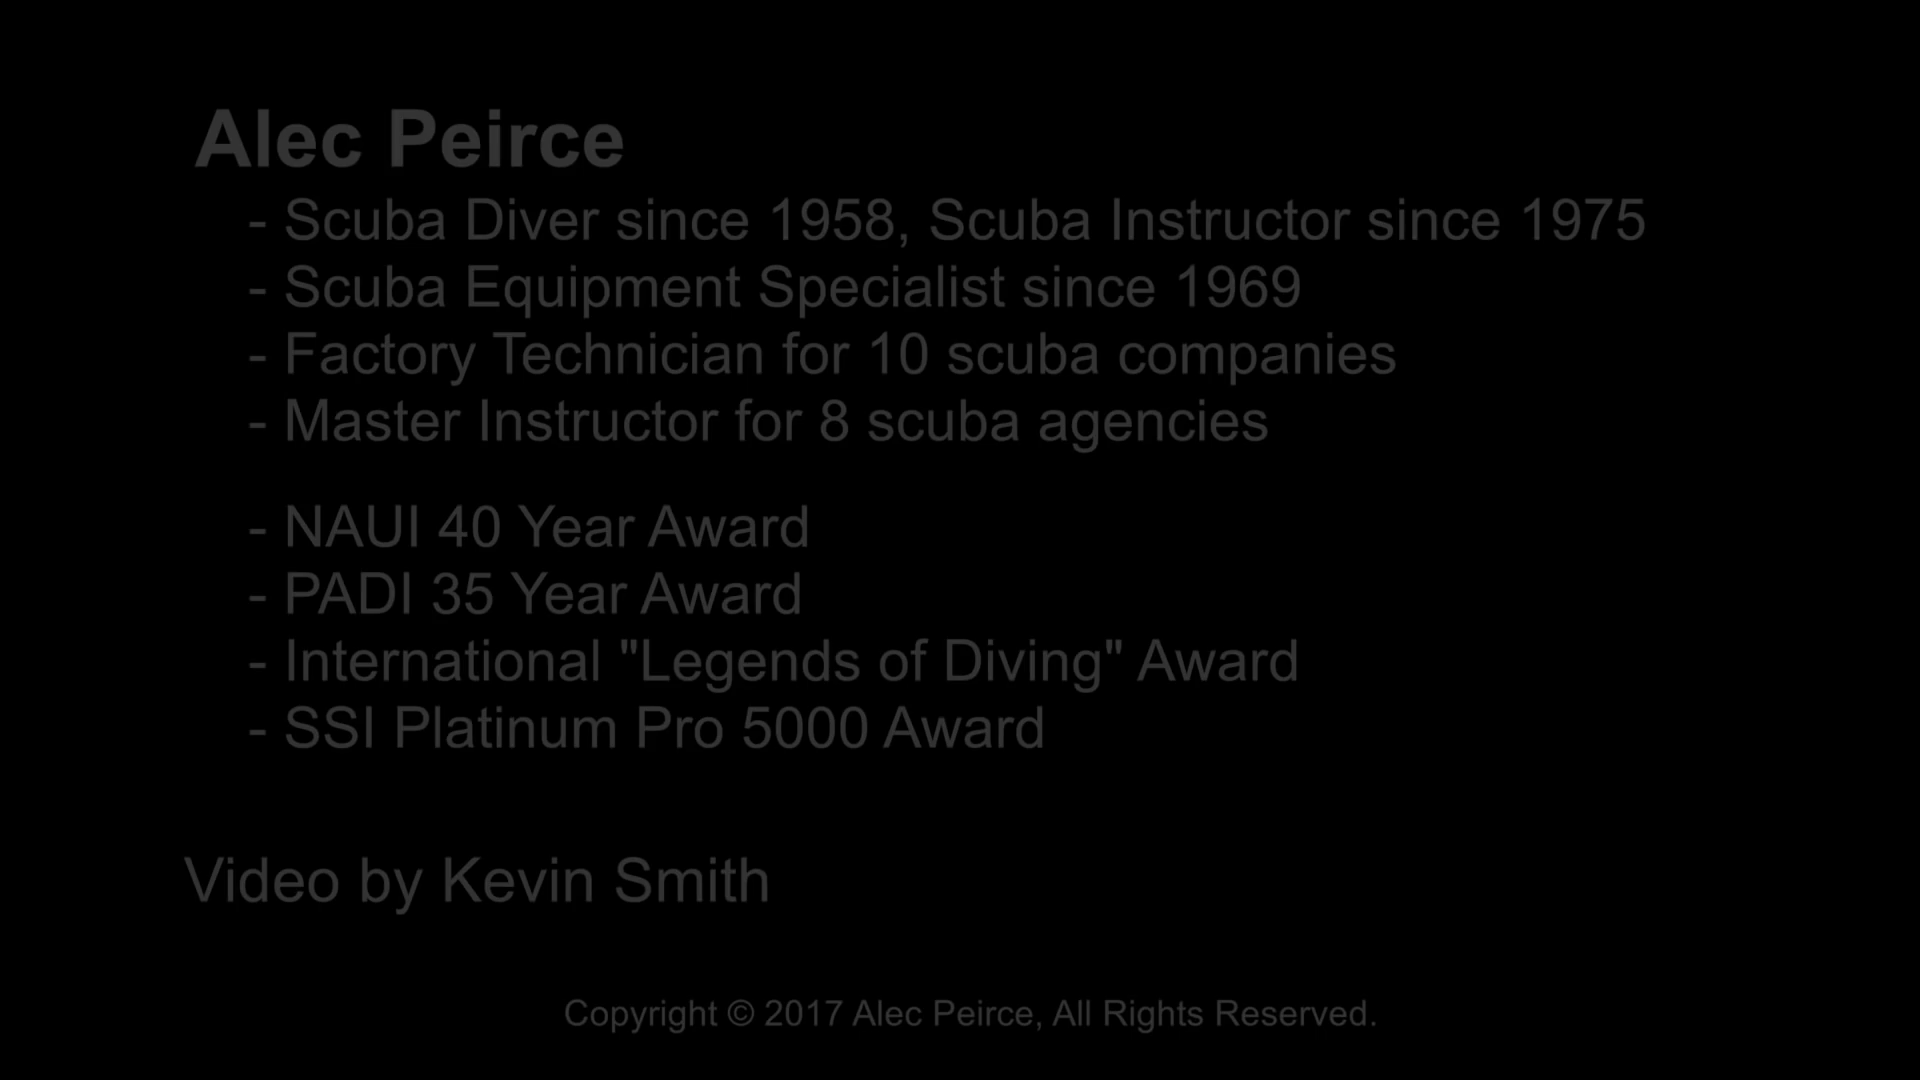 Alec Peirce
- Scuba Diver since 1958, Scuba Instructor since 1975
- Scuba Equipment Specialist since 1969
- Factory Technician for 10 scuba companies
- Master Instructor for 8 scuba agencies
- NAUI 40 Year Award
- PADI 35 Year Award
- International "Legends of Diving" Award
- SSI Platinum Pro 5000 Award
Video by Kevin Smith
Copyright © 2017 Alec Peirce, All Rights Reserved.